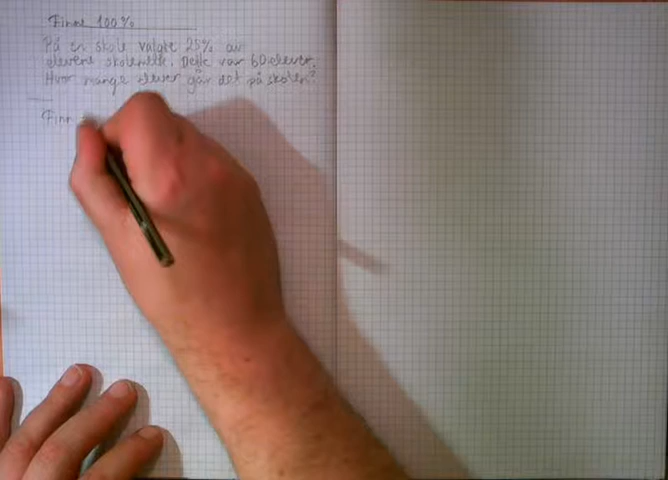 Finne 100%
På en skole valgte 25% av
elevene skolemelk. Dette var 60 elever.
Hvor mange elever går det på skolen?
Finn